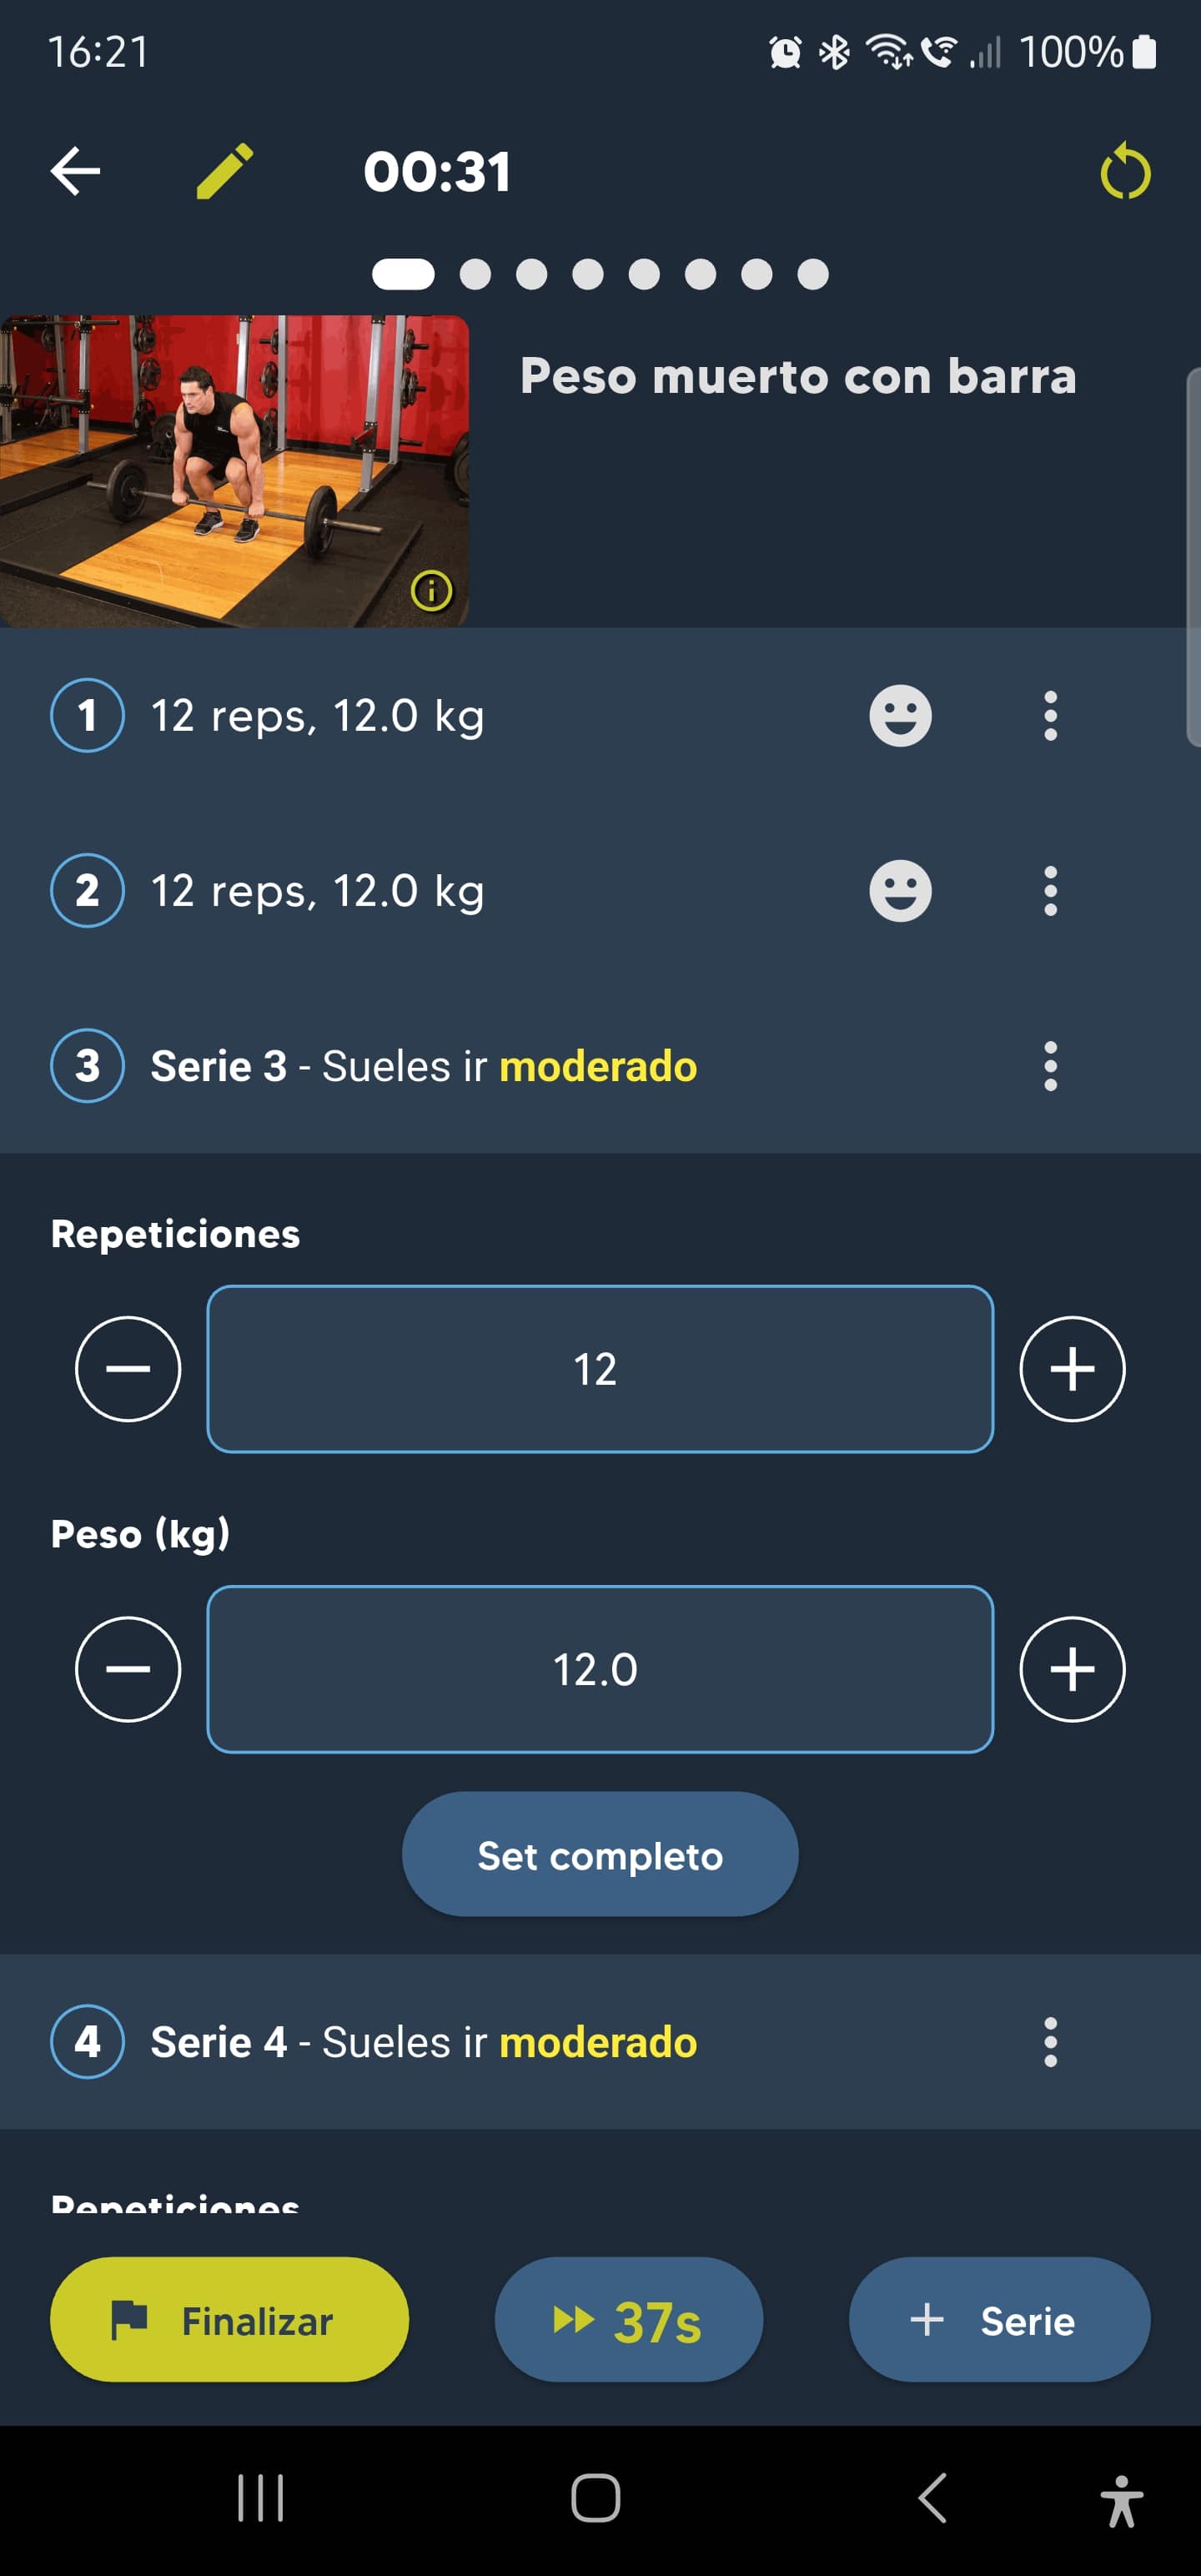 16:21
100%
00:31
Peso muerto con barra
1 12 reps, 12.0 kg
2 12 reps, 12.0 kg
3 Serie 3 - Sueles ir moderado
Repeticiones
12
Peso (kg)
12.0
Set completo
4 Serie 4 - Sueles ir moderado
Repeticiones
Finalizar
37s
+ Serie